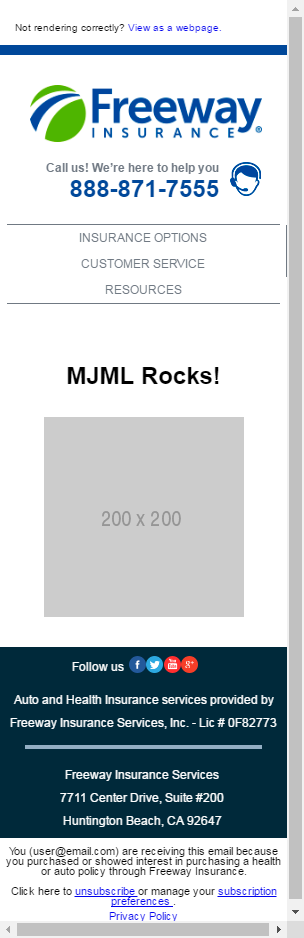 Not rendering correctly? View as a webpage.
Freeway
INSURANCE®
Call us! We're here to help you
888-871-7555
INSURANCE OPTIONS
CUSTOMER SERVICE
RESOURCES
MJML Rocks!
200 x 200
Follow us f You Tube g+
Auto and Health Insurance services provided by
Freeway Insurance Services, Inc. - Lic # 0F82773
Freeway Insurance Services
7711 Center Drive, Suite #200
Huntington Beach, CA 92647
You (user@email.com) are receiving this email because
you purchased or showed interest in purchasing a health
or auto policy through Freeway Insurance.
Click here to unsubscribe or manage your subscription
preferences .
Privacy Policy